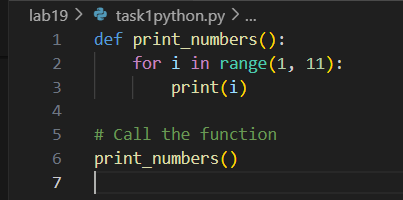 lab19 > task1python.py > ...
1 def print_numbers():
2     for i in range(1, 11):
3         print(i)
4
5 # Call the function
6 print_numbers()
7